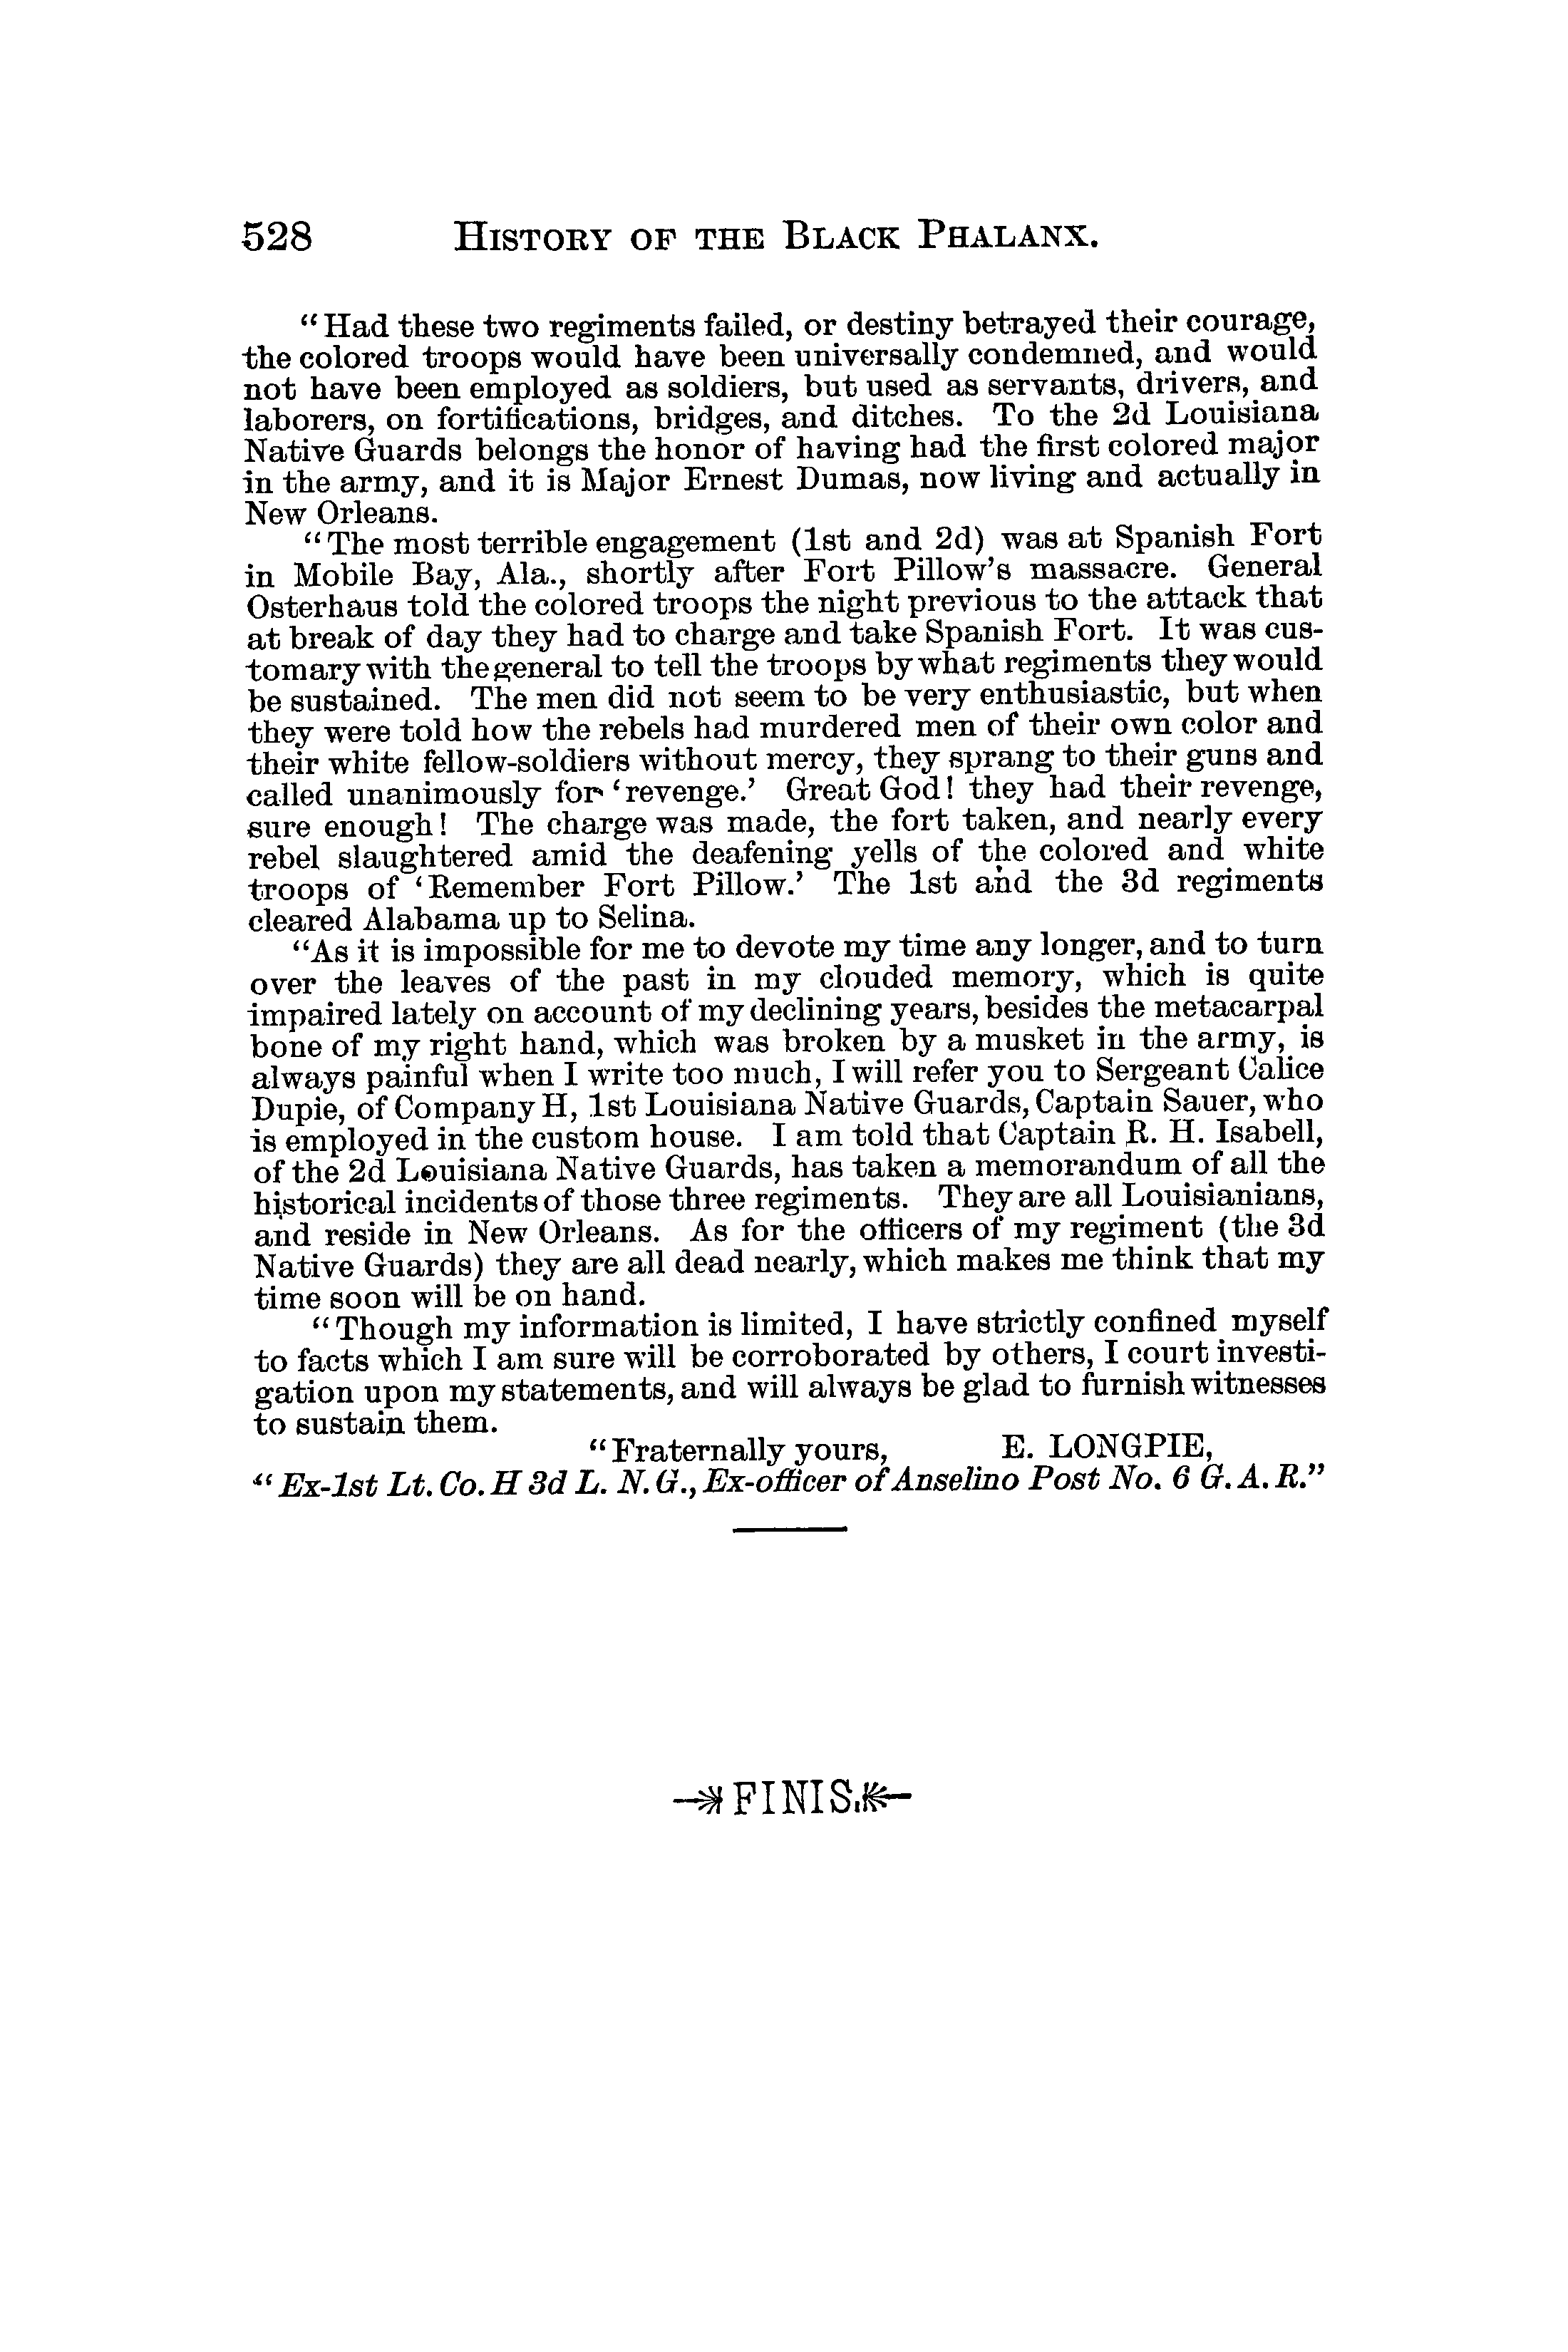 528 HISTORY OF THE BLACK PHALANX.
“Had these two regiments failed, or destiny betrayed their courage,
the colored troops would have been universally condemned, and would
not have been employed as soldiers, but used as servants, drivers, and
laborers, on fortifications, bridges, and ditches. To the 2d Louisiana
Native Guards belongs the honor of having had the first colored major
in the army, and it is Major Ernest Dumas, now living and actually in
New Orleans.
“The most terrible engagement (1st and 2d) was at Spanish Fort
in Mobile Bay, Ala., shortly after Fort Pillow’s massacre. General
Osterhaus told the colored troops the night previous to the attack that
at break of day they had to charge and take Spanish Fort. It was cus-
tomary with the general to tell the troops by what regiments they would
be sustained. The men did not seem to be very enthusiastic, but when
they were told how the rebels had murdered men of their own color and
their white fellow-soldiers without mercy, they sprang to their guns and
called unanimously for ‘revenge.’ Great God! they had their revenge,
sure enough! The charge was made, the fort taken, and nearly every
rebel slaughtered amid the deafening yells of the colored and white
troops of ‘Remember Fort Pillow.’ The 1st and the 3d regiments
cleared Alabama up to Selina.
“As it is impossible for me to devote my time any longer, and to turn
over the leaves of the past in my clouded memory, which is quite
impaired lately on account of my declining years, besides the metacarpal
bone of my right hand, which was broken by a musket in the army, is
always painful when I write too much, I will refer you to Sergeant Calice
Dupie, of Company H, 1st Louisiana Native Guards, Captain Sauer, who
is employed in the custom house. I am told that Captain R. H. Isabell,
of the 2d Louisiana Native Guards, has taken a memorandum of all the
historical incidents of those three regiments. They are all Louisianians,
and reside in New Orleans. As for the officers of my regiment (the 3d
Native Guards) they are all dead nearly, which makes me think that my
time soon will be on hand.
“Though my information is limited, I have strictly confined myself
to facts which I am sure will be corroborated by others, I court investi-
gation upon my statements, and will always be glad to furnish witnesses
to sustain them.
“Fraternally yours, E. LONGPIE,
“Ex-1st Lt. Co. H 3d L. N. G., Ex-officer of Anselino Post No. 6 G. A. R.”
FINIS.